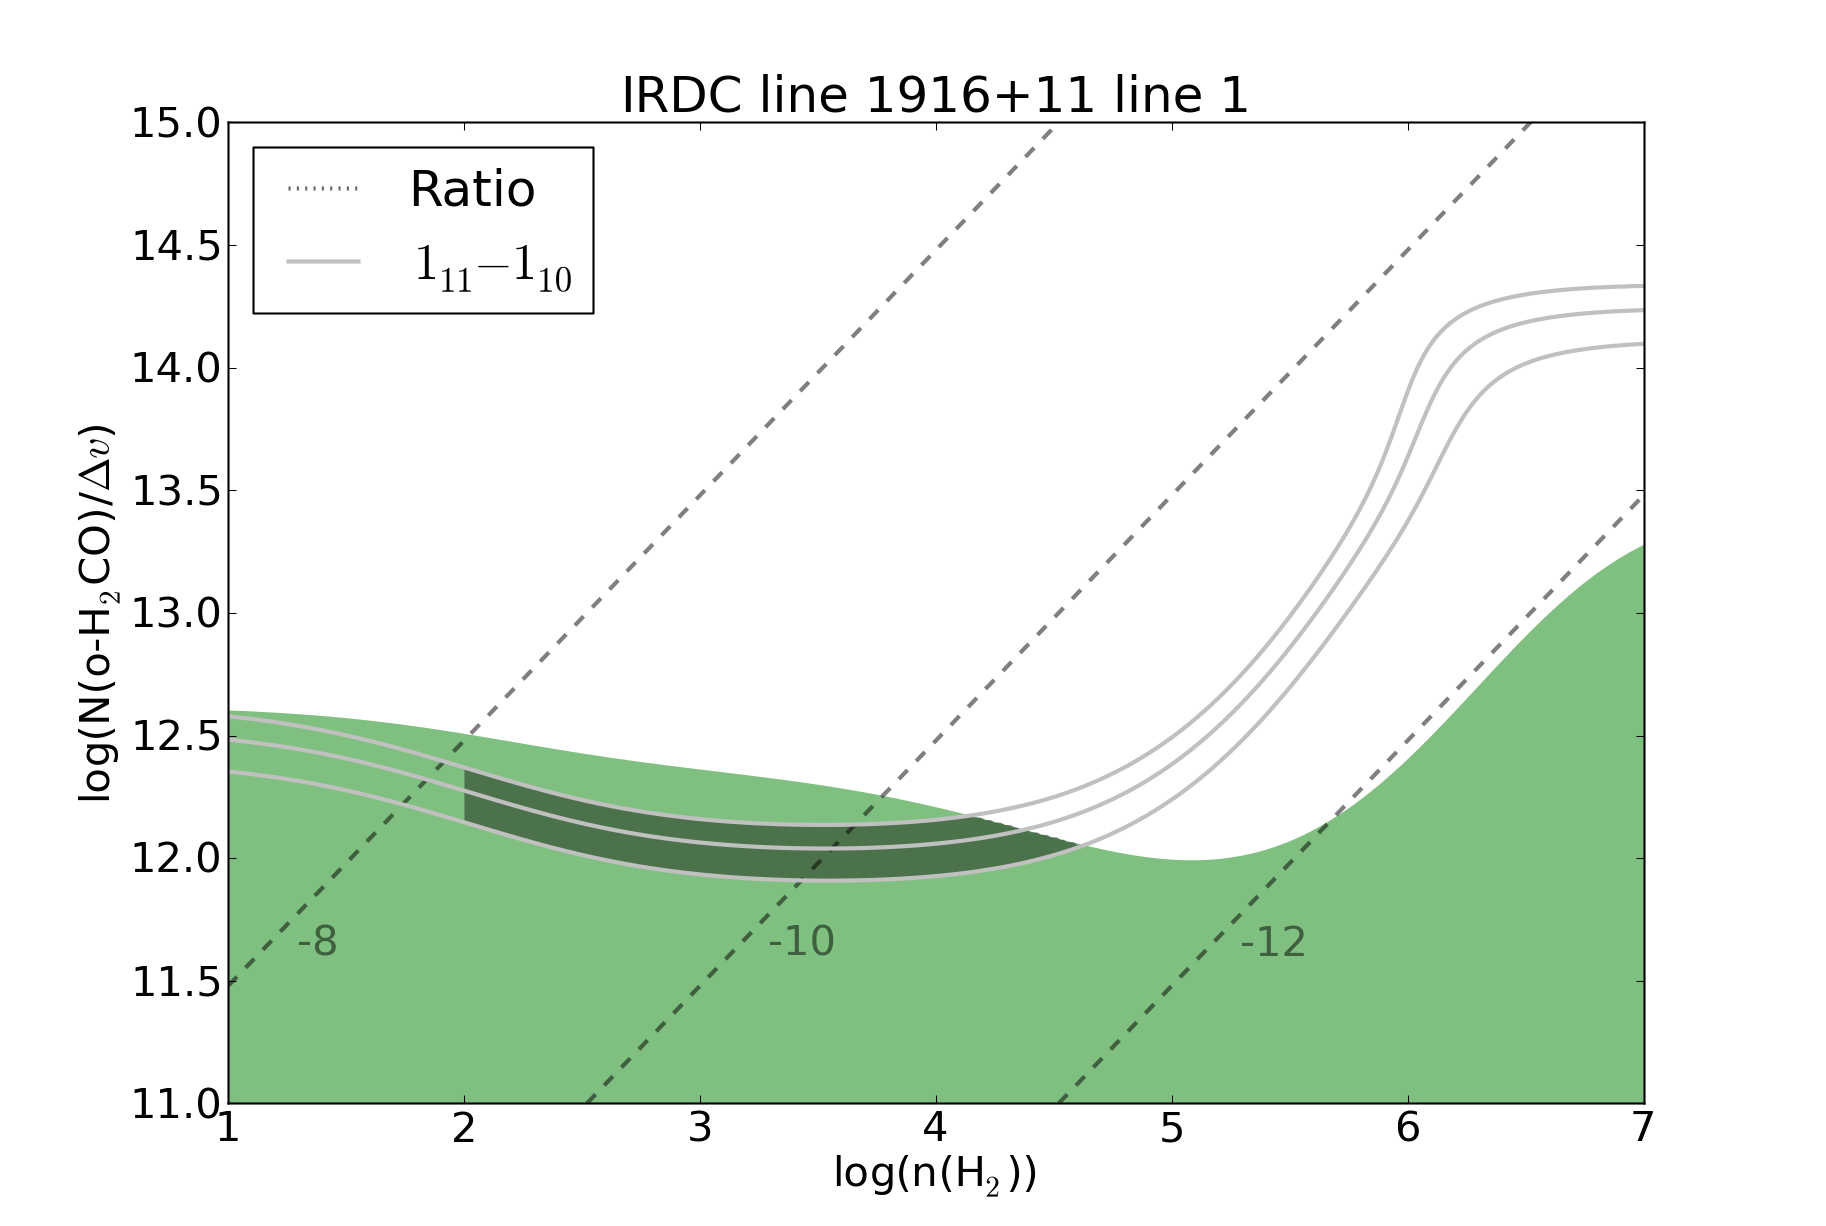 IRDC line 1916+11 line 1
15.0
14.5
14.0
13.5
13.0
12.5
12.0
11.5
11.0
log(N(o-H₂CO)/Δv)
Ratio
1₁₁−1₁₀
-8
-10
-12
1 2 3 4 5 6 7
log(n(H₂))